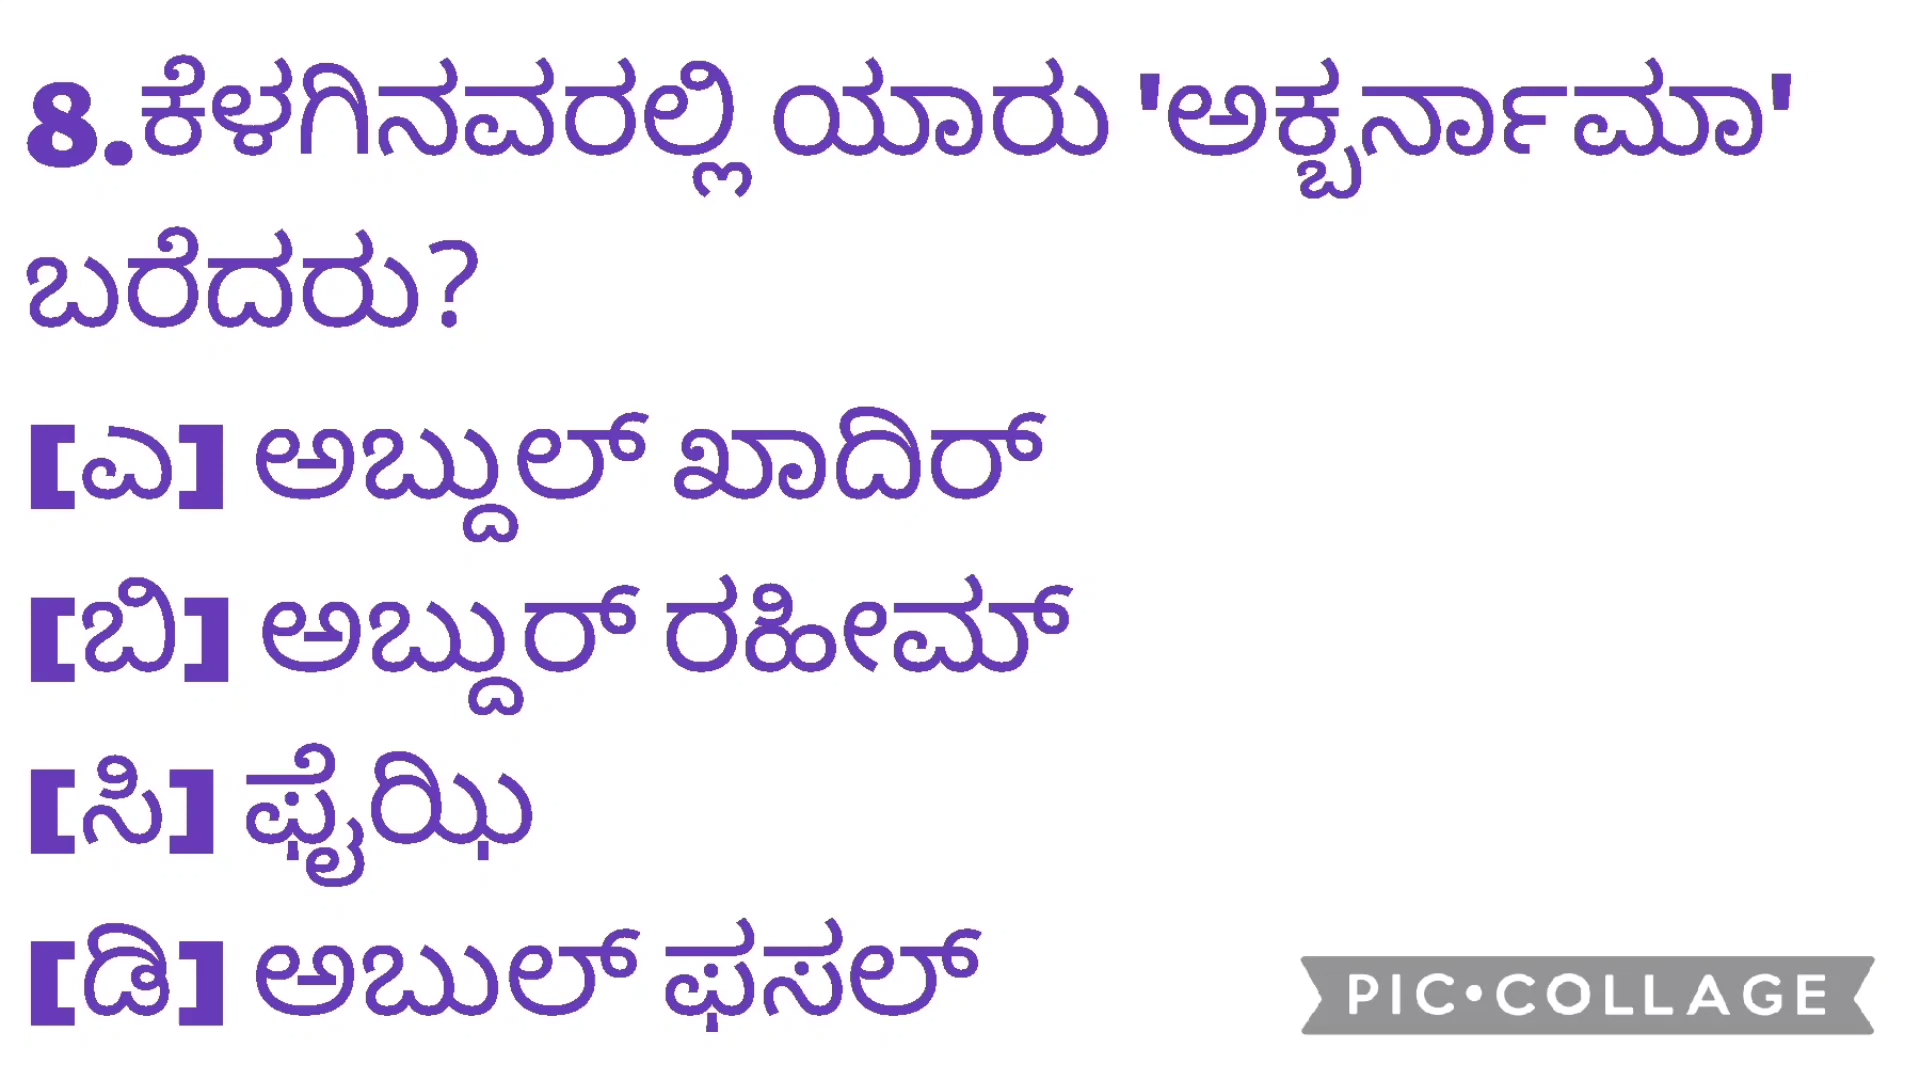 8.ಕೆಳಗಿನವರಲ್ಲಿ ಯಾರು 'ಅಕ್ಬರ್ನಾಮಾ'
ಬರೆದರು?
[ಎ] ಅಬ್ದುಲ್ ಖಾದಿರ್
[ಬಿ] ಅಬ್ದುರ್ ರಹೀಮ್
[ಸಿ] ಫೈಝಿ
[ಡಿ] ಅಬುಲ್ ಫಸಲ್
PIC•COLLAGE